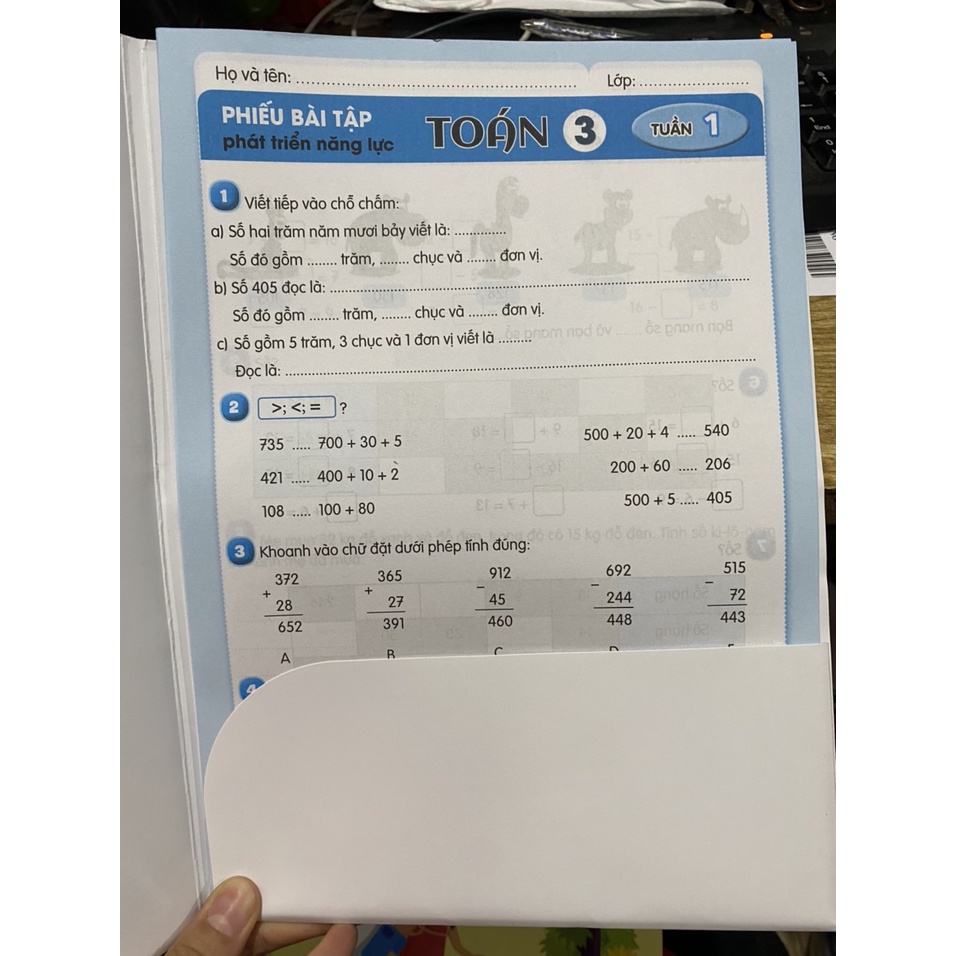 Họ và tên: ........................................................ Lớp: ......................
PHIẾU BÀI TẬP
phát triển năng lực
TOÁN 3
TUẦN 1
1 Viết tiếp vào chỗ chấm:
a) Số hai trăm năm mươi bảy viết là: .............
Số đó gồm ........ trăm, ........ chục và ........ đơn vị.
b) Số 405 đọc là: ........................................................
Số đó gồm ........ trăm, ........ chục và ........ đơn vị.
c) Số gồm 5 trăm, 3 chục và 1 đơn vị viết là .........
Đọc là: ........................................................
2 >; <; = ?
735 ..... 700 + 30 + 5 500 + 20 + 4 ..... 540
421 ..... 400 + 10 + 2 200 + 60 ..... 206
108 ..... 100 + 80 500 + 5 ..... 405
3 Khoanh vào chữ đặt dưới phép tính đúng:
372 365 912 692 515
+ + − − −
28 27 45 244 72
652 391 460 448 443
A B C D
4
End